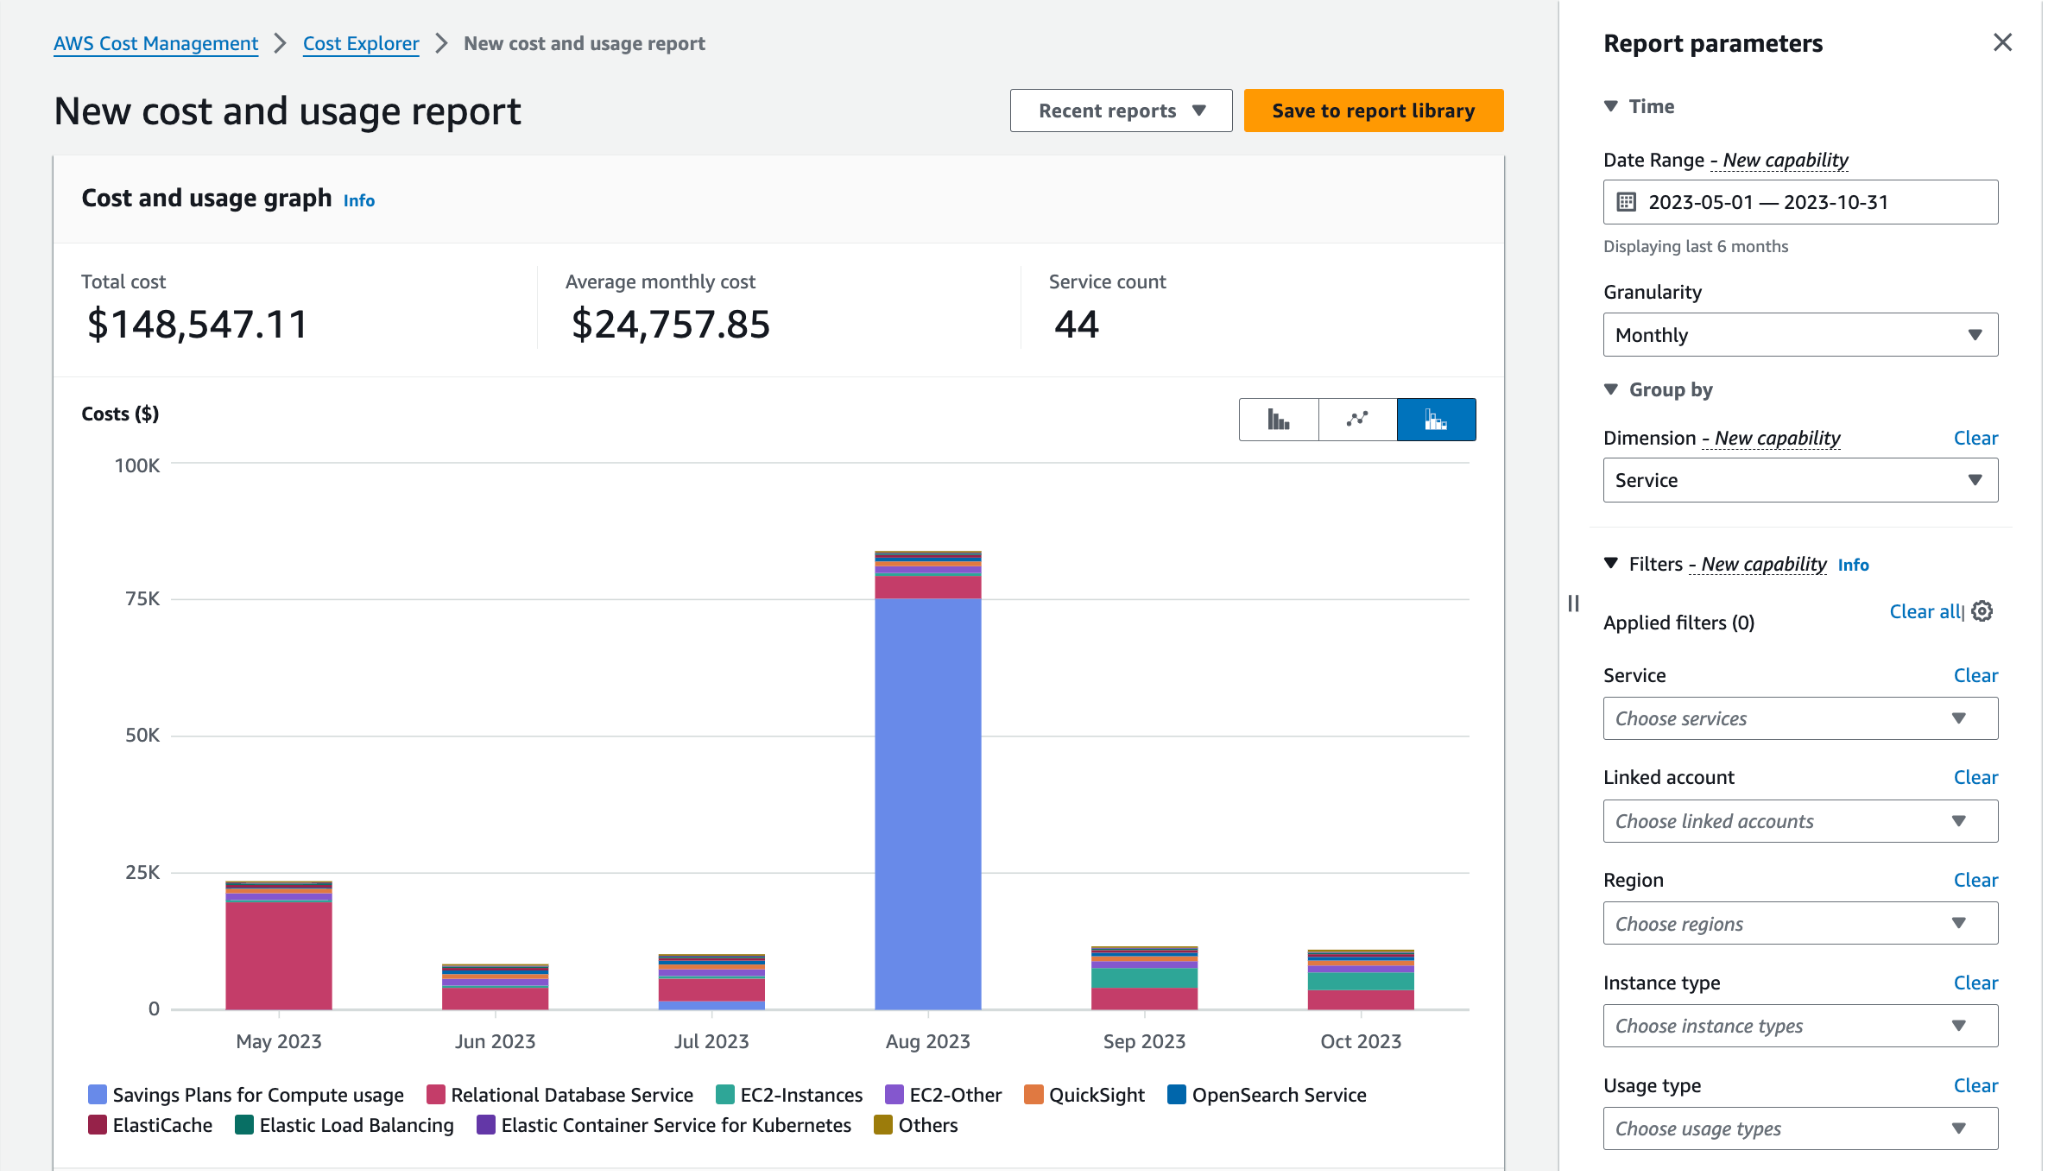 AWS Cost Management > Cost Explorer > New cost and usage report
New cost and usage report
Recent reports ▼
Save to report library
Cost and usage graph Info
Total cost
$148,547.11
Average monthly cost
$24,757.85
Service count
44
Costs ($)
100K
75K
50K
25K
0
May 2023
Jun 2023
Jul 2023
Aug 2023
Sep 2023
Oct 2023
Savings Plans for Compute usage Relational Database Service EC2-Instances EC2-Other QuickSight OpenSearch Service
ElastiCache Elastic Load Balancing Elastic Container Service for Kubernetes Others
Report parameters
Time
Date Range - New capability
2023-05-01 — 2023-10-31
Displaying last 6 months
Granularity
Monthly
Group by
Dimension - New capability Clear
Service
Filters - New capability Info
Applied filters (0)
Clear all|
Service Clear
Choose services
Linked account Clear
Choose linked accounts
Region Clear
Choose regions
Instance type Clear
Choose instance types
Usage type Clear
Choose usage types